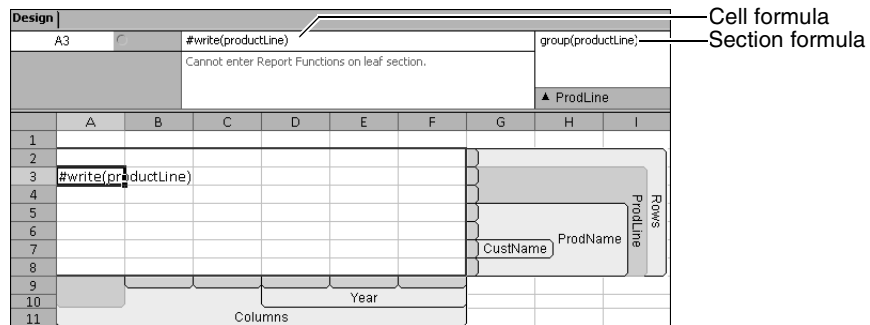 Design
A3 #write(productLine) group(productLine) Cell formula
Section formula
Cannot enter Report Functions on leaf section.
▲ ProdLine
A B C D E F G H I
1
2
3 #write(productLine)
4
5
6
7
8
9
10
11
CustName
ProdName
ProdLine
Rows
Year
Columns